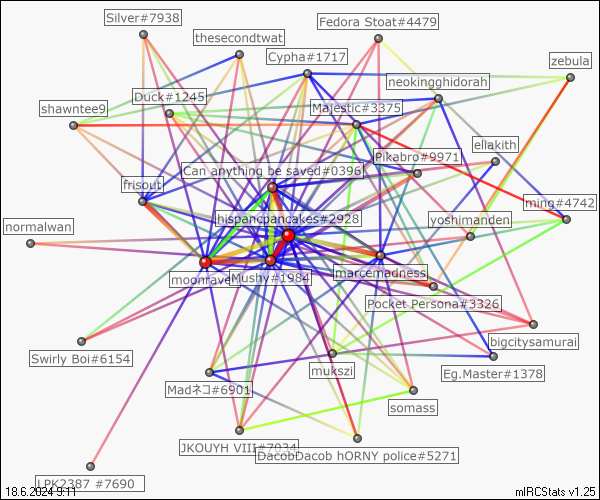 Silver#7938
Fedora Stoat#4479
thesecondtwat
Cypha#1717
zebula
neokingghidorah
Duck#1245
shawntee9
Majestic#3375
eliakith
Pikabro#9971
Can anything be saved#0396
frisout
ming#4742
hispancpancakes#2928
yoshimanden
normalwan
moonrave
Mushy#1984
marcemadness
Pocket Persona#3326
bigcitysamurai
Swirly Boi#6154
mukszi
Eg.Master#1378
Madネコ#6901
somass
JKOUYH VIII#7034
DacobDacob hORNY police#5271
LPK2387 #7690
18.6.2024 9:11
mIRCStats v1.25